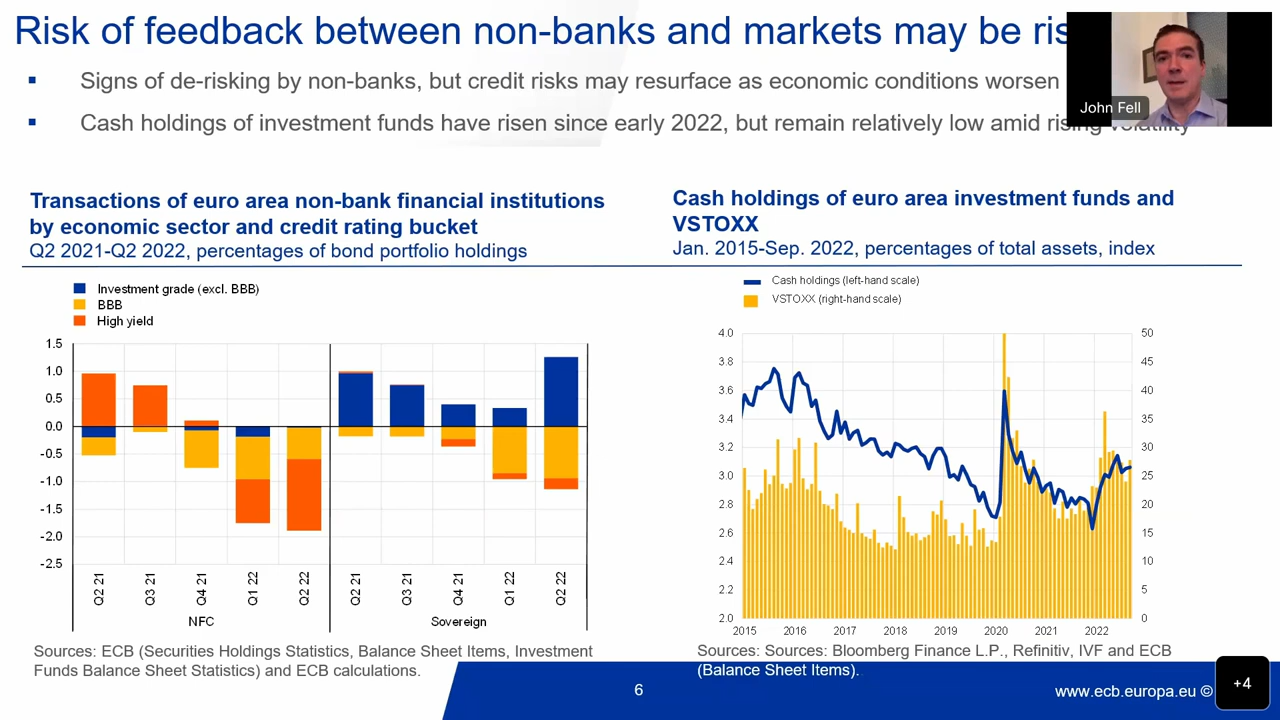 Risk of feedback between non-banks and markets may be ris
John Fell
▪ Signs of de-risking by non-banks, but credit risks may resurface as economic conditions worsen
▪ Cash holdings of investment funds have risen since early 2022, but remain relatively low amid rising volatility
Transactions of euro area non-bank financial institutions
by economic sector and credit rating bucket
Q2 2021-Q2 2022, percentages of bond portfolio holdings
Investment grade (excl. BBB)
BBB
High yield
1.5
1.0
0.5
0.0
-0.5
-1.0
-1.5
-2.0
-2.5
Q2 21 Q3 21 Q4 21 Q1 22 Q2 22 Q2 21 Q3 21 Q4 21 Q1 22 Q2 22
NFC Sovereign
Sources: ECB (Securities Holdings Statistics, Balance Sheet Items, Investment
Funds Balance Sheet Statistics) and ECB calculations.
Cash holdings of euro area investment funds and
VSTOXX
Jan. 2015-Sep. 2022, percentages of total assets, index
Cash holdings (left-hand scale)
VSTOXX (right-hand scale)
4.0 50
3.8 45
3.6 40
3.4 35
3.2 30
3.0 25
2.8 20
2.6 15
2.4 10
2.2 5
2.0 0
2015 2016 2017 2018 2019 2020 2021 2022
Sources: Sources: Bloomberg Finance L.P., Refinitiv, IVF and ECB
(Balance Sheet Items).
6
www.ecb.europa.eu ©
+4